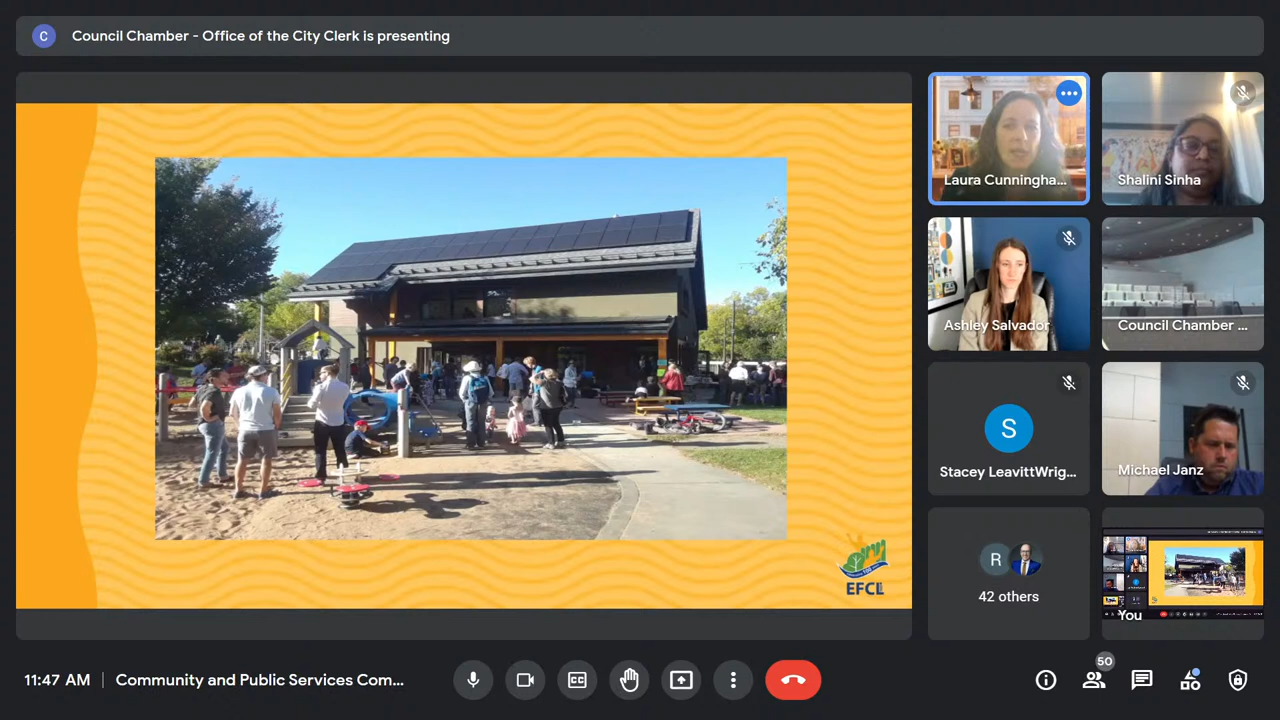 C
Council Chamber - Office of the City Clerk is presenting
Laura Cunningha...
Shalini Sinha
Ashley Salvador
Council Chamber ...
S
Stacey LeavittWrig...
Michael Janz
R
42 others
You
EFCL
11:47 AM
Community and Public Services Com...
CC
50